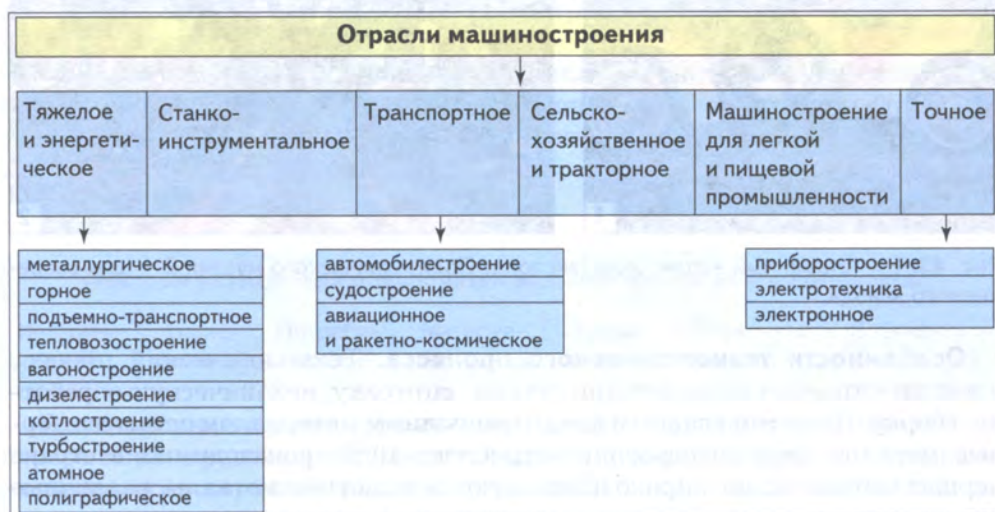 Отрасли машиностроения
Тяжелое
и энергети-
ческое
Станко-
инструментальное
Транспортное
Сельско-
хозяйственное
и тракторное
Машиностроение
для легкой
и пищевой
промышленности
Точное
металлургическое
горное
подъемно-транспортное
тепловозостроение
вагоностроение
дизелестроение
котлостроение
турбостроение
атомное
полиграфическое
автомобилестроение
судостроение
авиационное
и ракетно-космическое
приборостроение
электротехника
электронное